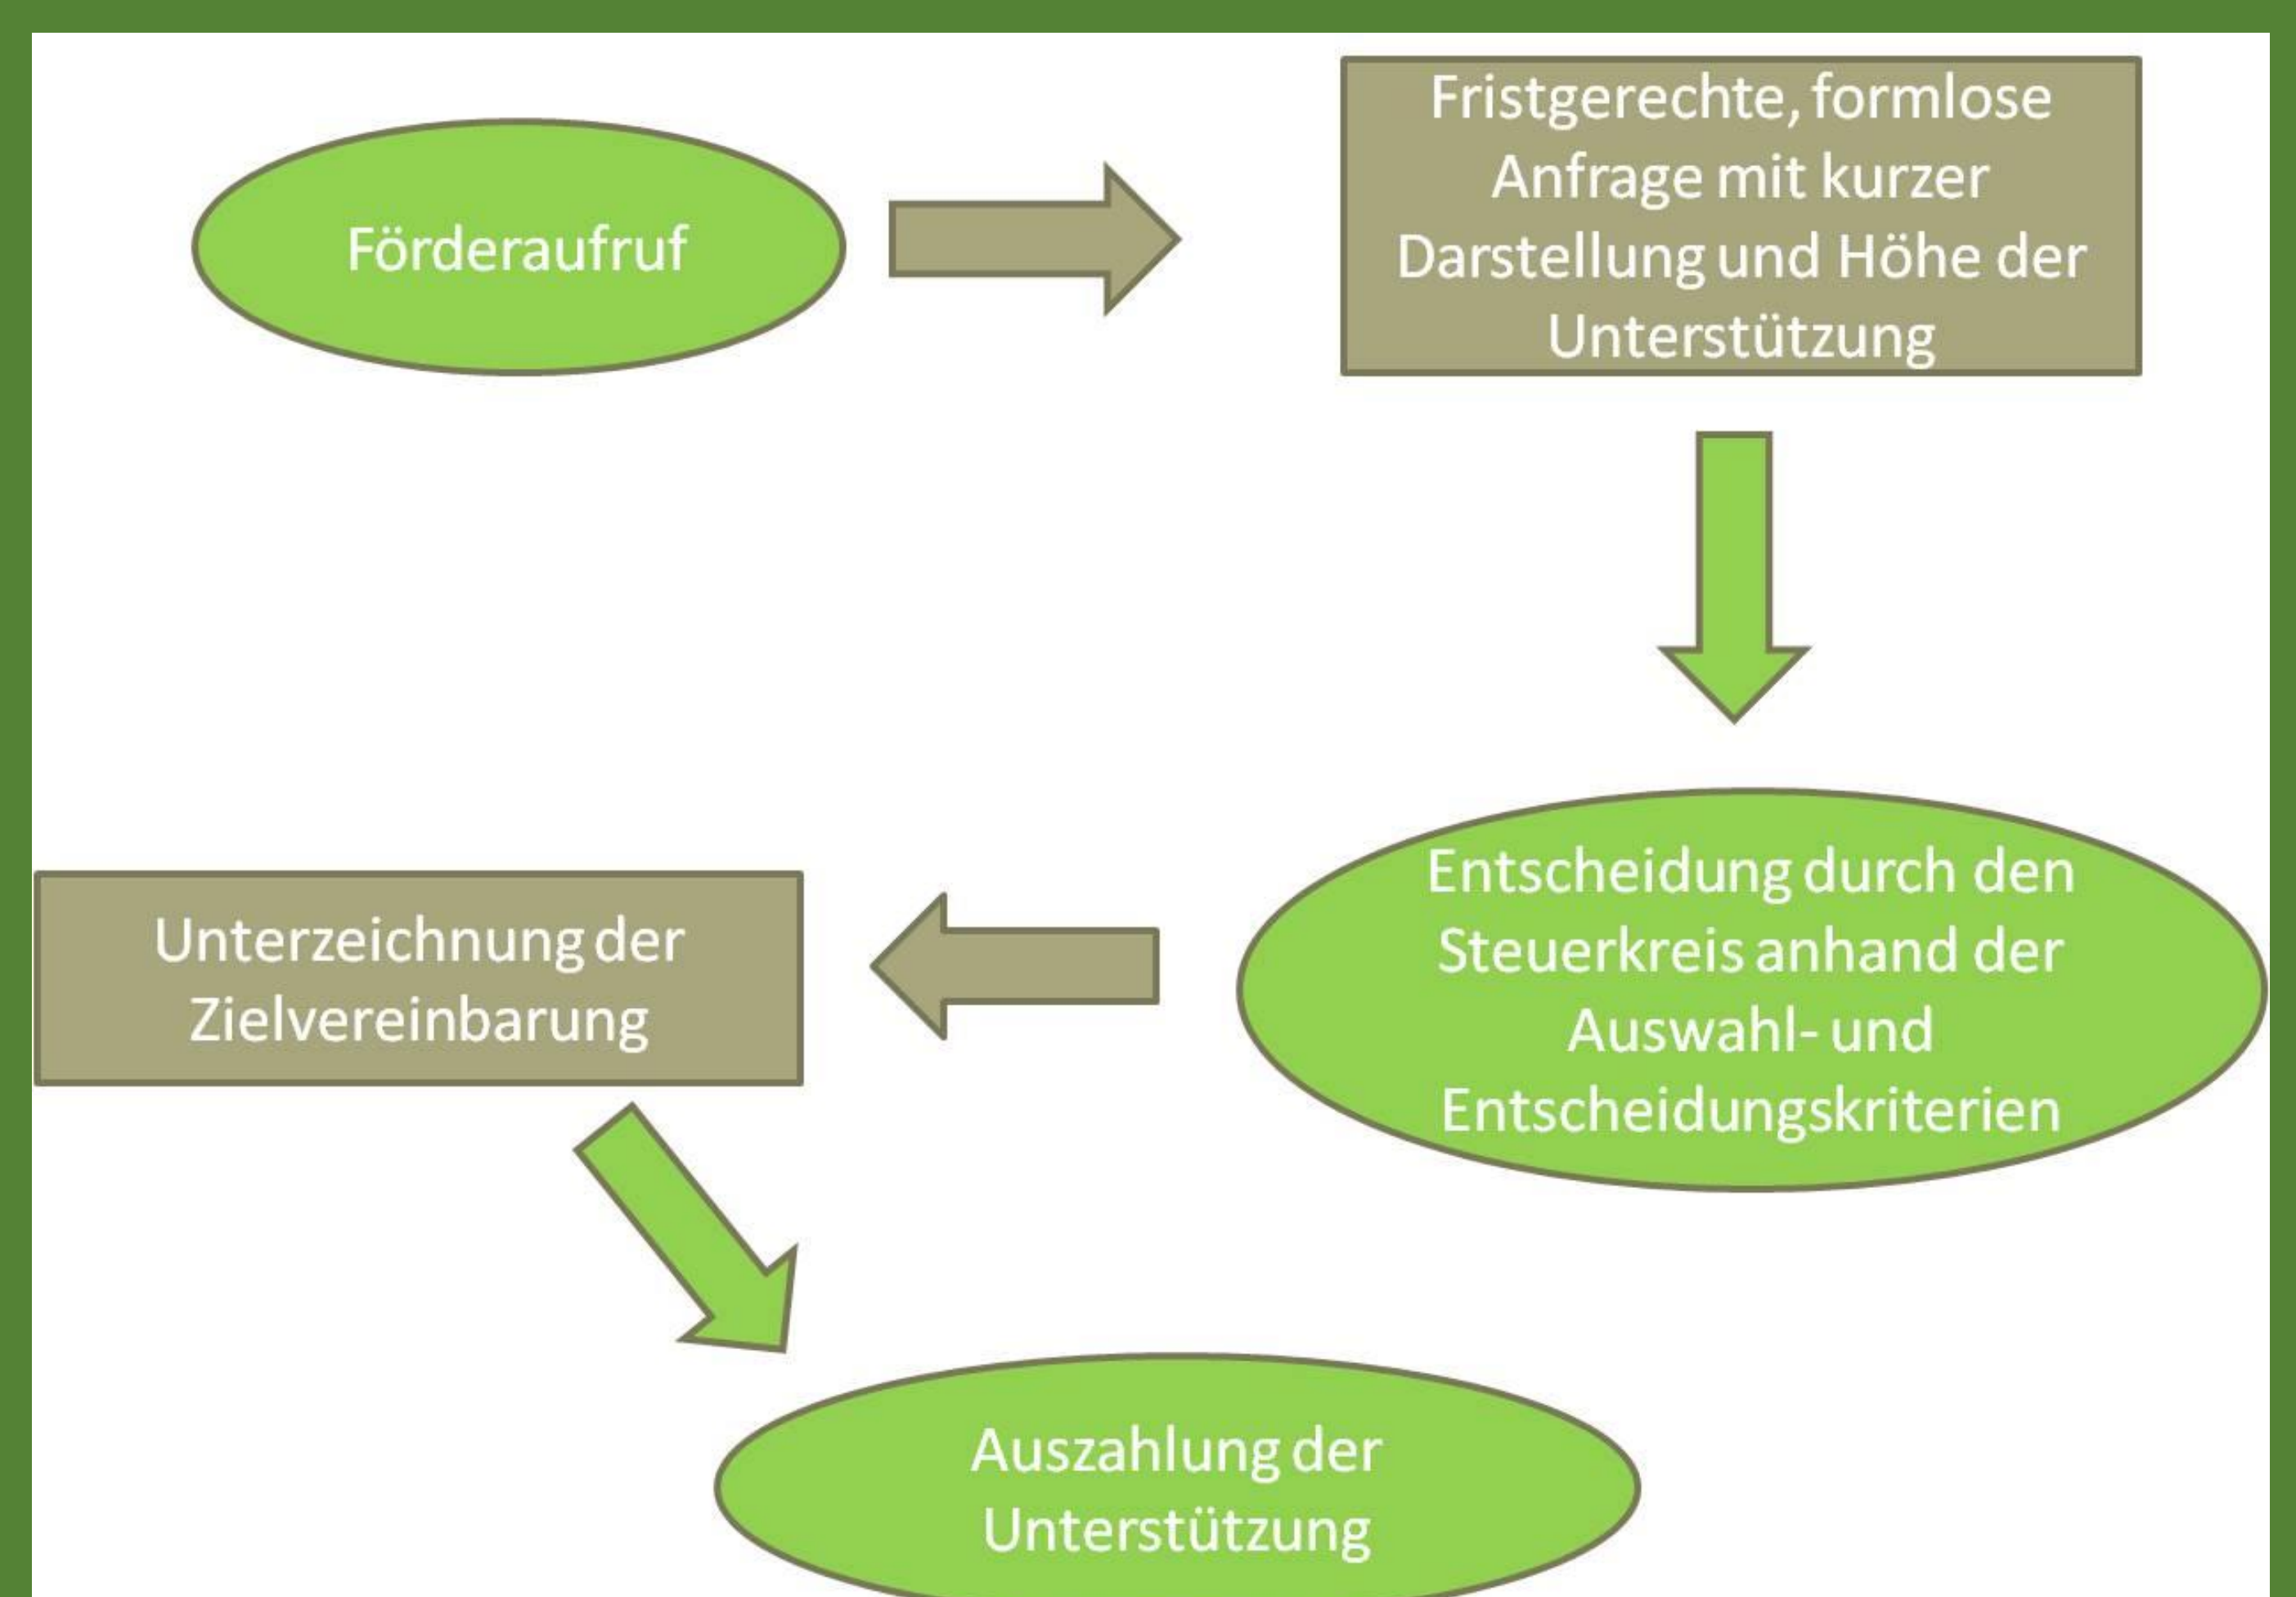 Förderaufruf
Fristgerechte, formlose
Anfrage mit kurzer
Darstellung und Höhe der
Unterstützung
Entscheidung durch den
Steuerkreis anhand der
Auswahl- und
Entscheidungskriterien
Unterzeichnung der
Zielvereinbarung
Auszahlung der
Unterstützung